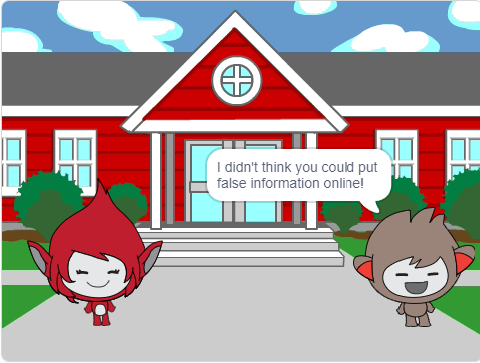 I didn't think you could put
false information online!